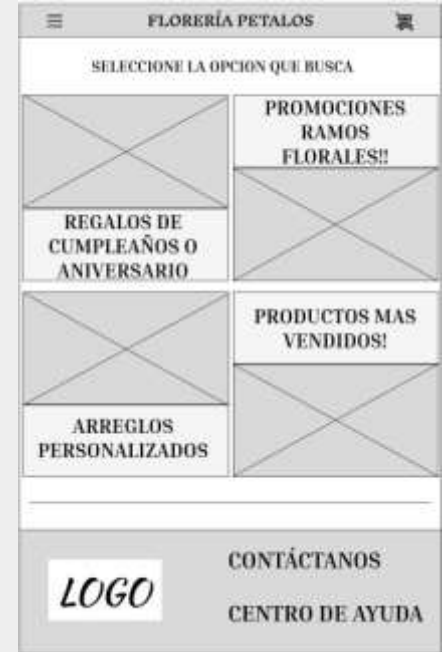 FLORERÍA PETALOS
SELECCIONE LA OPCION QUE BUSCA
REGALOS DE
CUMPLEAÑOS O
ANIVERSARIO
PROMOCIONES
RAMOS
FLORALES!!
ARREGLOS
PERSONALIZADOS
PRODUCTOS MAS
VENDIDOS!
LOGO
CONTÁCTANOS
CENTRO DE AYUDA